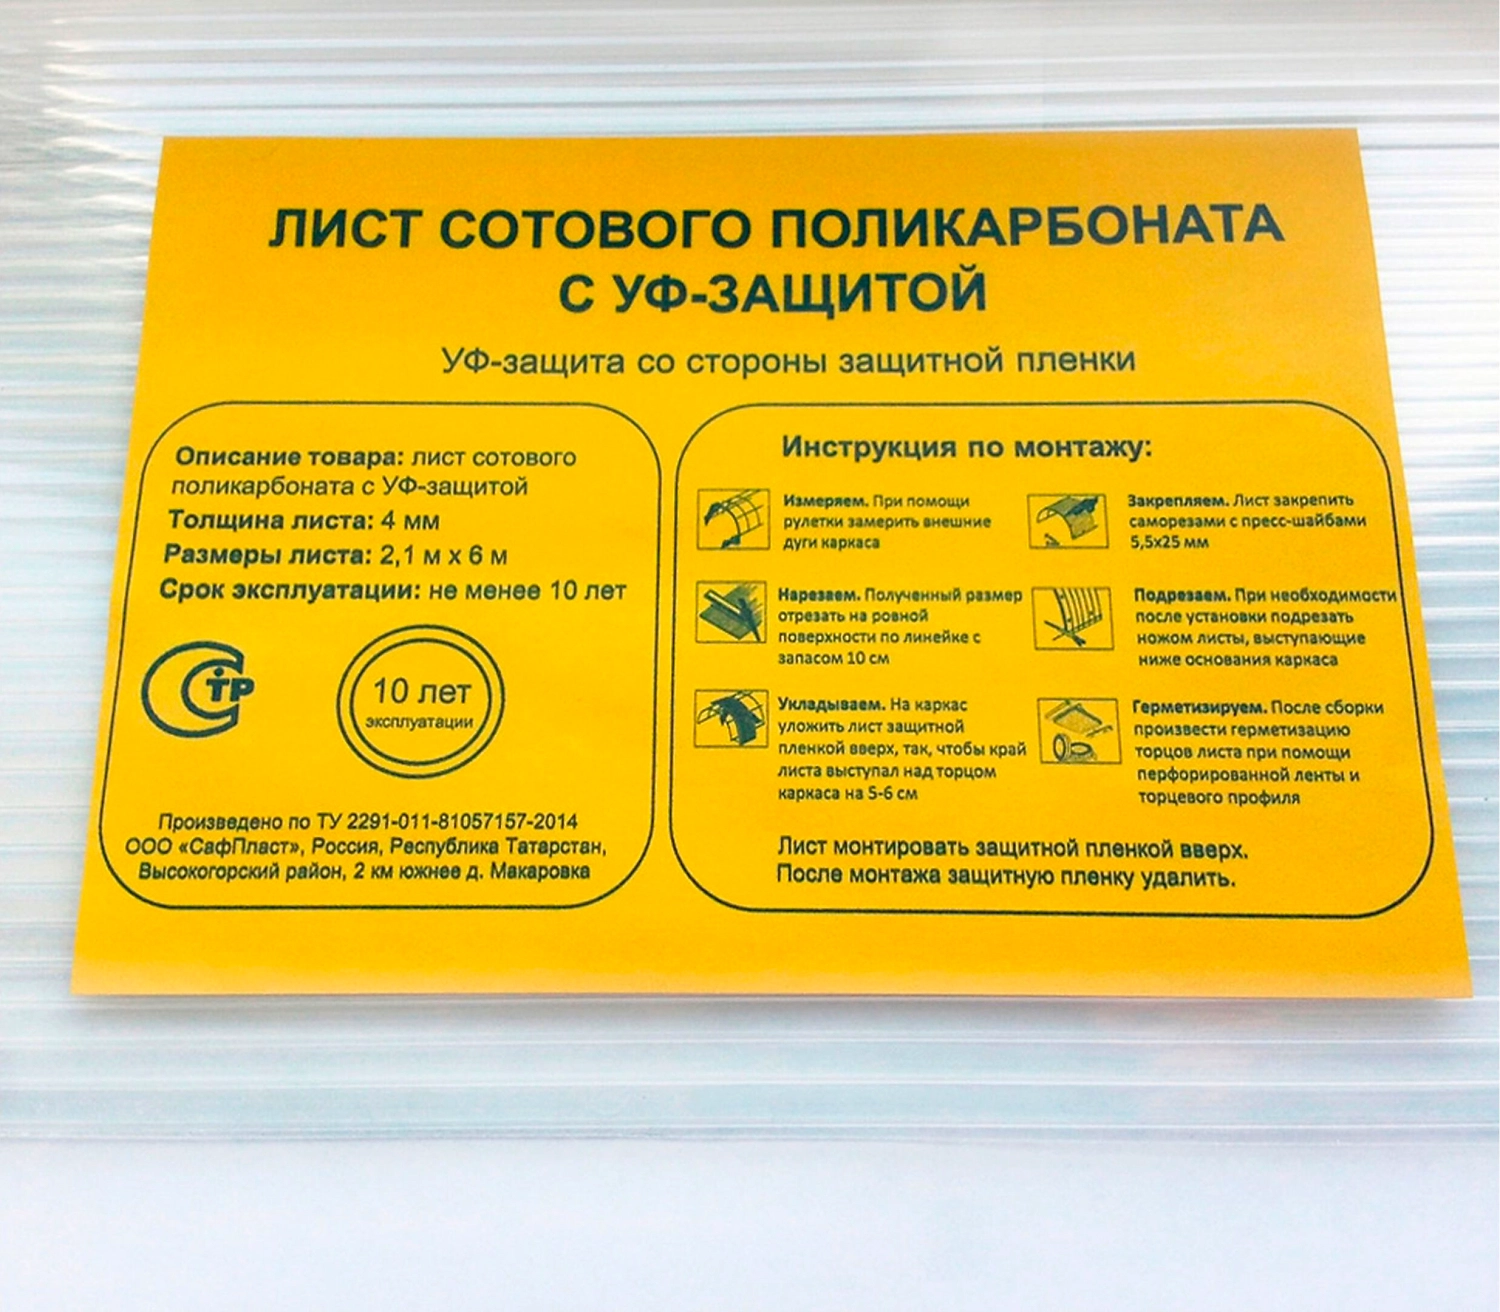 ЛИСТ СОТОВОГО ПОЛИКАРБОНАТА
С УФ-ЗАЩИТОЙ
УФ-защита со стороны защитной пленки
Описание товара: лист сотового
поликарбоната с УФ-защитой
Толщина листа: 4 мм
Размеры листа: 2,1 м х 6 м
Срок эксплуатации: не менее 10 лет
СТР
10 лет
эксплуатации
Произведено по ТУ 2291-011-81057157-2014
ООО «СафПласт», Россия, Республика Татарстан,
Высокогорский район, 2 км южнее д. Макаровка
Инструкция по монтажу:
Измеряем. При помощи
рулетки замерить внешние
дуги каркаса
Нарезаем. Полученный размер
отрезать на ровной
поверхности по линейке с
запасом 10 см
Укладываем. На каркас
уложить лист защитной
пленкой вверх, так, чтобы край
листа выступал над торцом
каркаса на 5-6 см
Закрепляем. Лист закрепить
саморезами с пресс-шайбами
5,5х25 мм
Подрезаем. При необходимости
после установки подрезать
ножом листы, выступающие
ниже основания каркаса
Герметизируем. После сборки
произвести герметизацию
торцов листа при помощи
перфорированной ленты и
торцевого профиля
Лист монтировать защитной пленкой вверх.
После монтажа защитную пленку удалить.